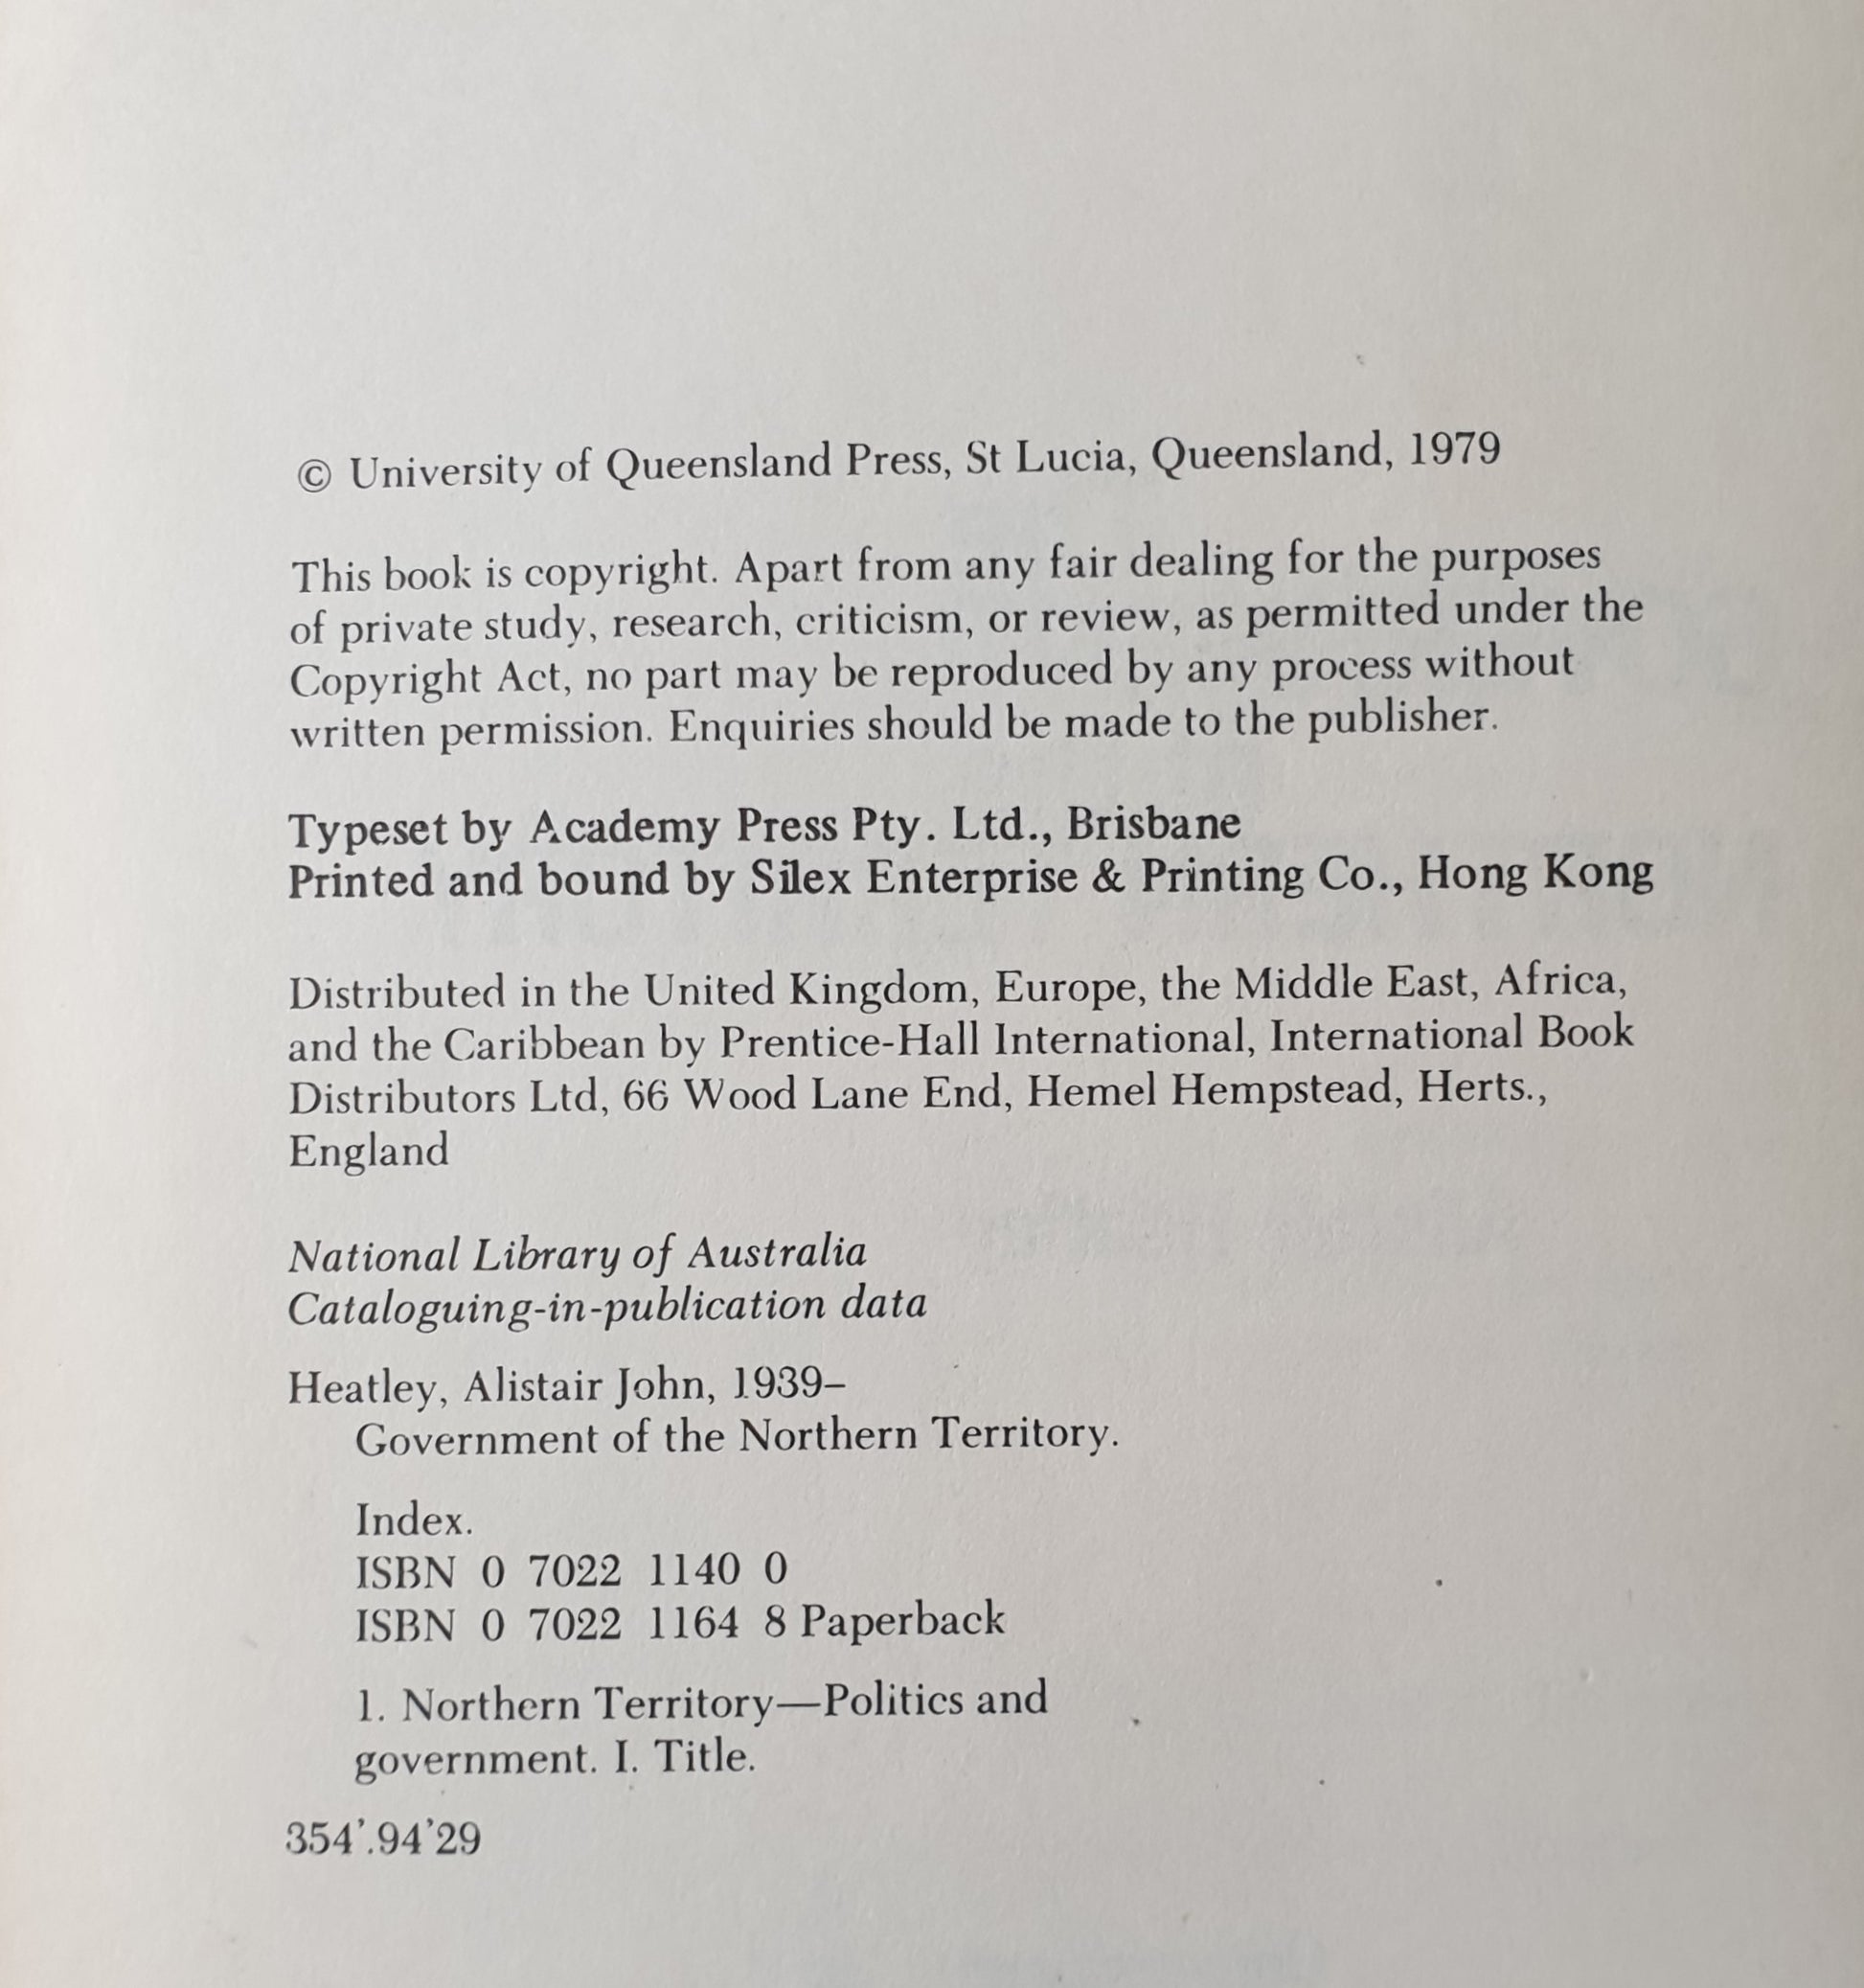 © University of Queensland Press, St Lucia, Queensland, 1979
This book is copyright. Apart from any fair dealing for the purposes
of private study, research, criticism, or review, as permitted under the
Copyright Act, no part may be reproduced by any process without
written permission. Enquiries should be made to the publisher.
Typeset by Academy Press Pty. Ltd., Brisbane
Printed and bound by Silex Enterprise & Printing Co., Hong Kong
Distributed in the United Kingdom, Europe, the Middle East, Africa,
and the Caribbean by Prentice-Hall International, International Book
Distributors Ltd, 66 Wood Lane End, Hemel Hempstead, Herts.,
England
National Library of Australia
Cataloguing-in-publication data
Heatley, Alistair John, 1939–
Government of the Northern Territory.
Index.
ISBN 0 7022 1140 0
ISBN 0 7022 1164 8 Paperback
1. Northern Territory—Politics and
government. I. Title.
354’.94’29